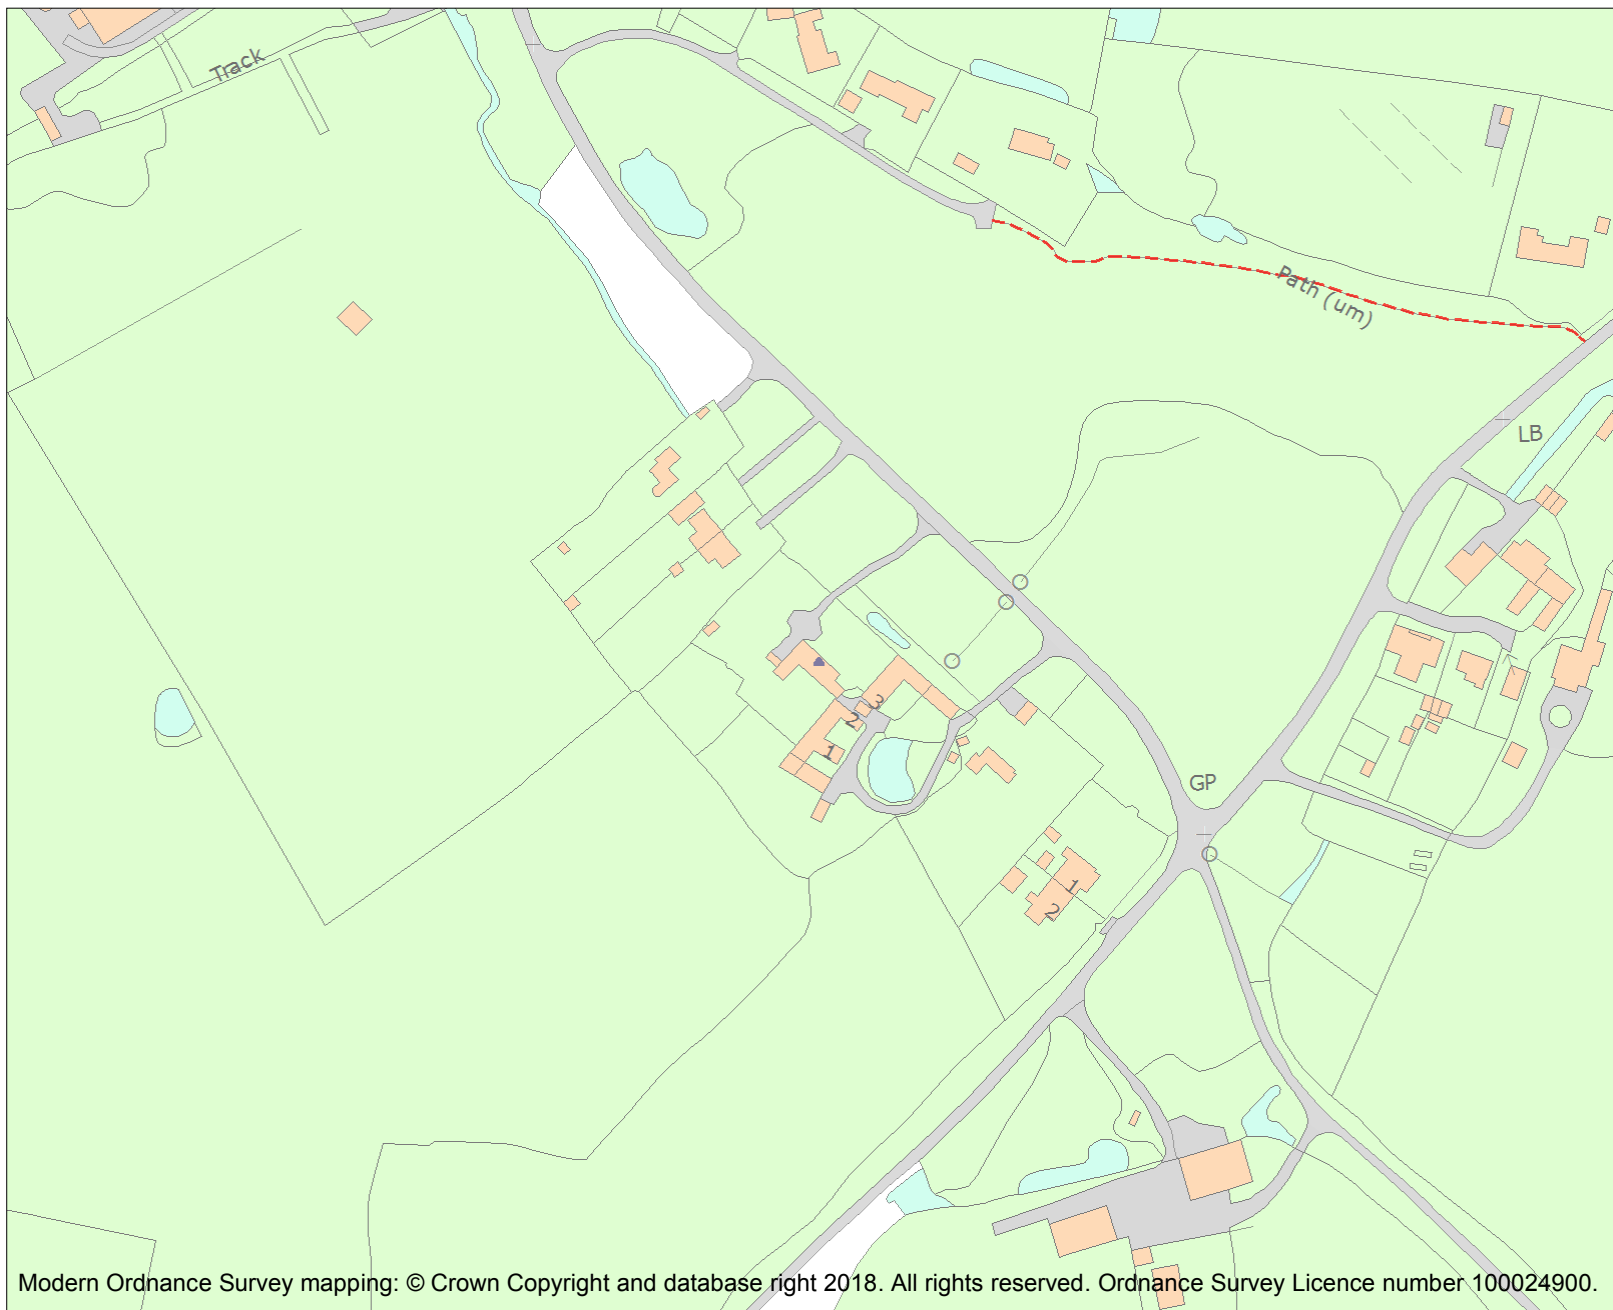 Track
Path (um)
LB
3
2
1
GP
1
2
Modern Ordnance Survey mapping: © Crown Copyright and database right 2018. All rights reserved. Ordnance Survey Licence number 100024900.